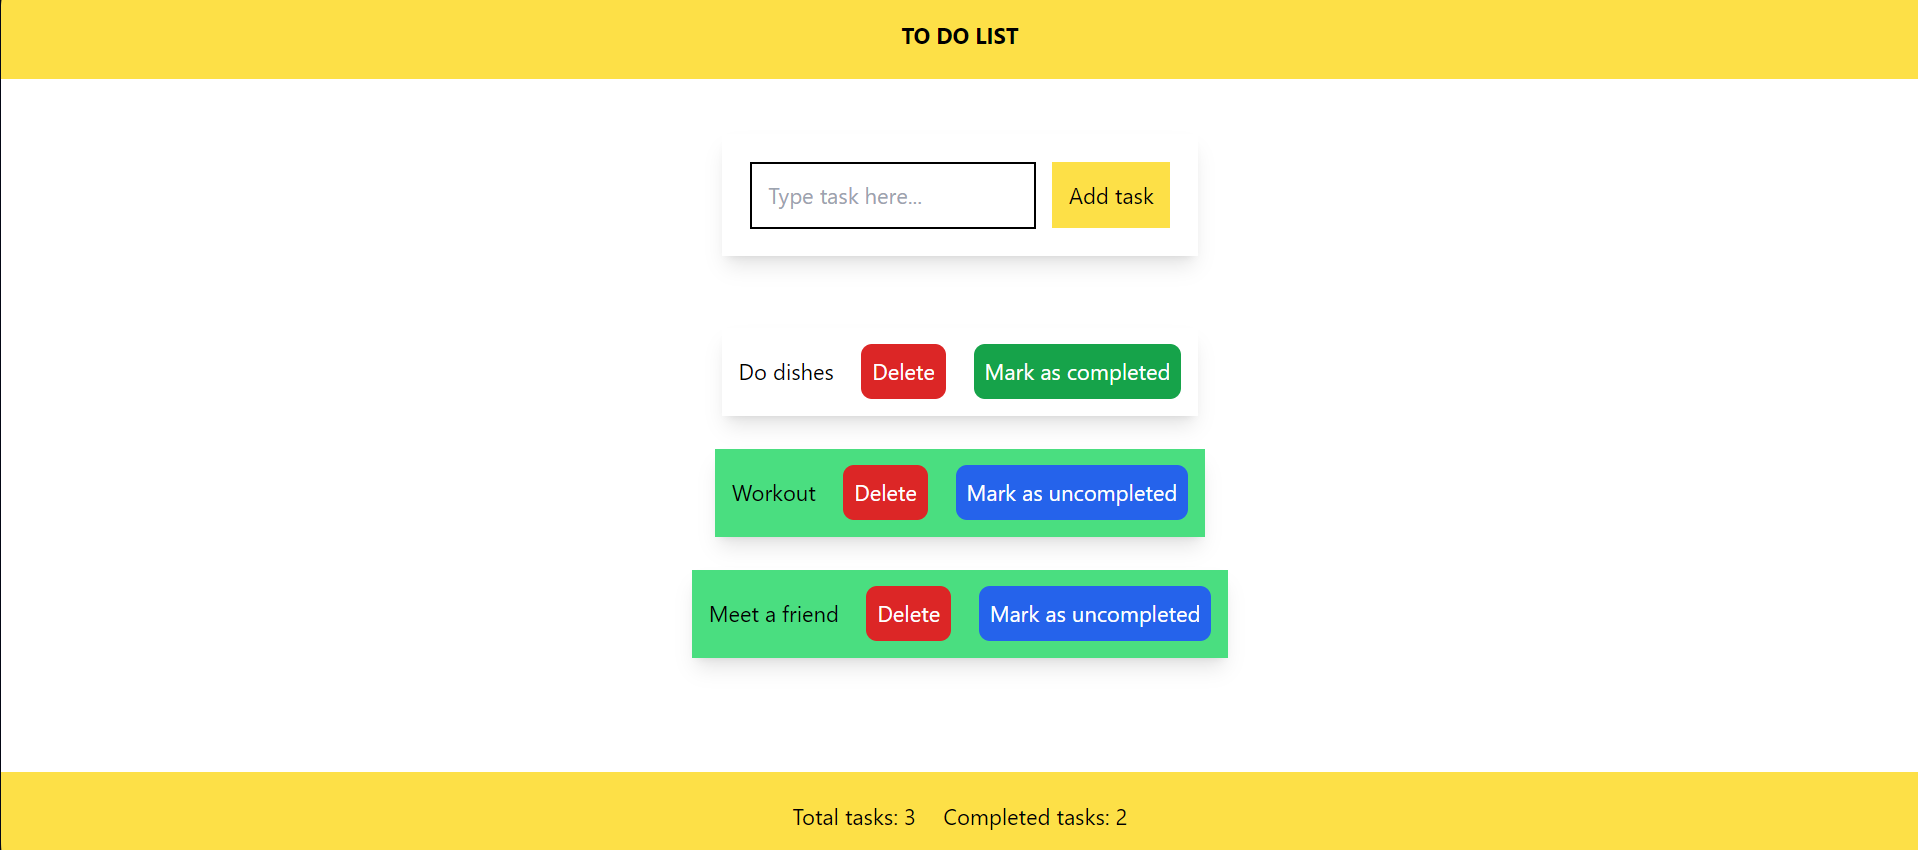 TO DO LIST
Type task here...
Add task
Do dishes Delete Mark as completed
Workout Delete Mark as uncompleted
Meet a friend Delete Mark as uncompleted
Total tasks: 3 Completed tasks: 2